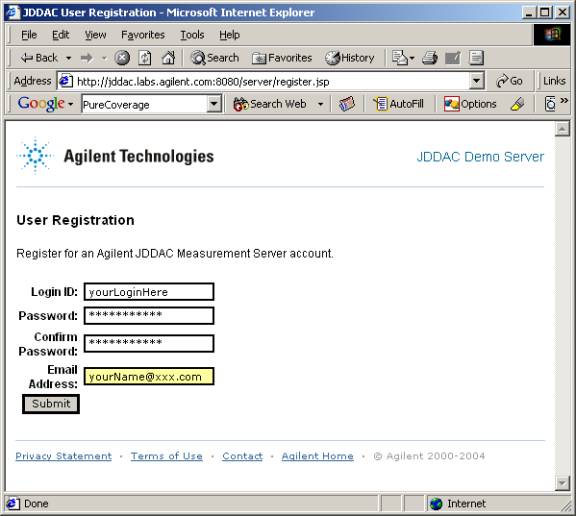 JDDAC User Registration - Microsoft Internet Explorer
File Edit View Favorites Tools Help
Back Search Favorites History
Address http://jddac.labs.agilent.com:8080/server/register.jsp Go Links
Google PureCoverage Search Web AutoFill Options »
Agilent Technologies JDDAC Demo Server
User Registration
Register for an Agilent JDDAC Measurement Server account.
Login ID: yourLoginHere
Password: ***********
Confirm
Password: ***********
Email
Address: yourName@xxx.com
Submit
Privacy Statement · Terms of Use · Contact · Agilent Home · © Agilent 2000-2004
Done Internet